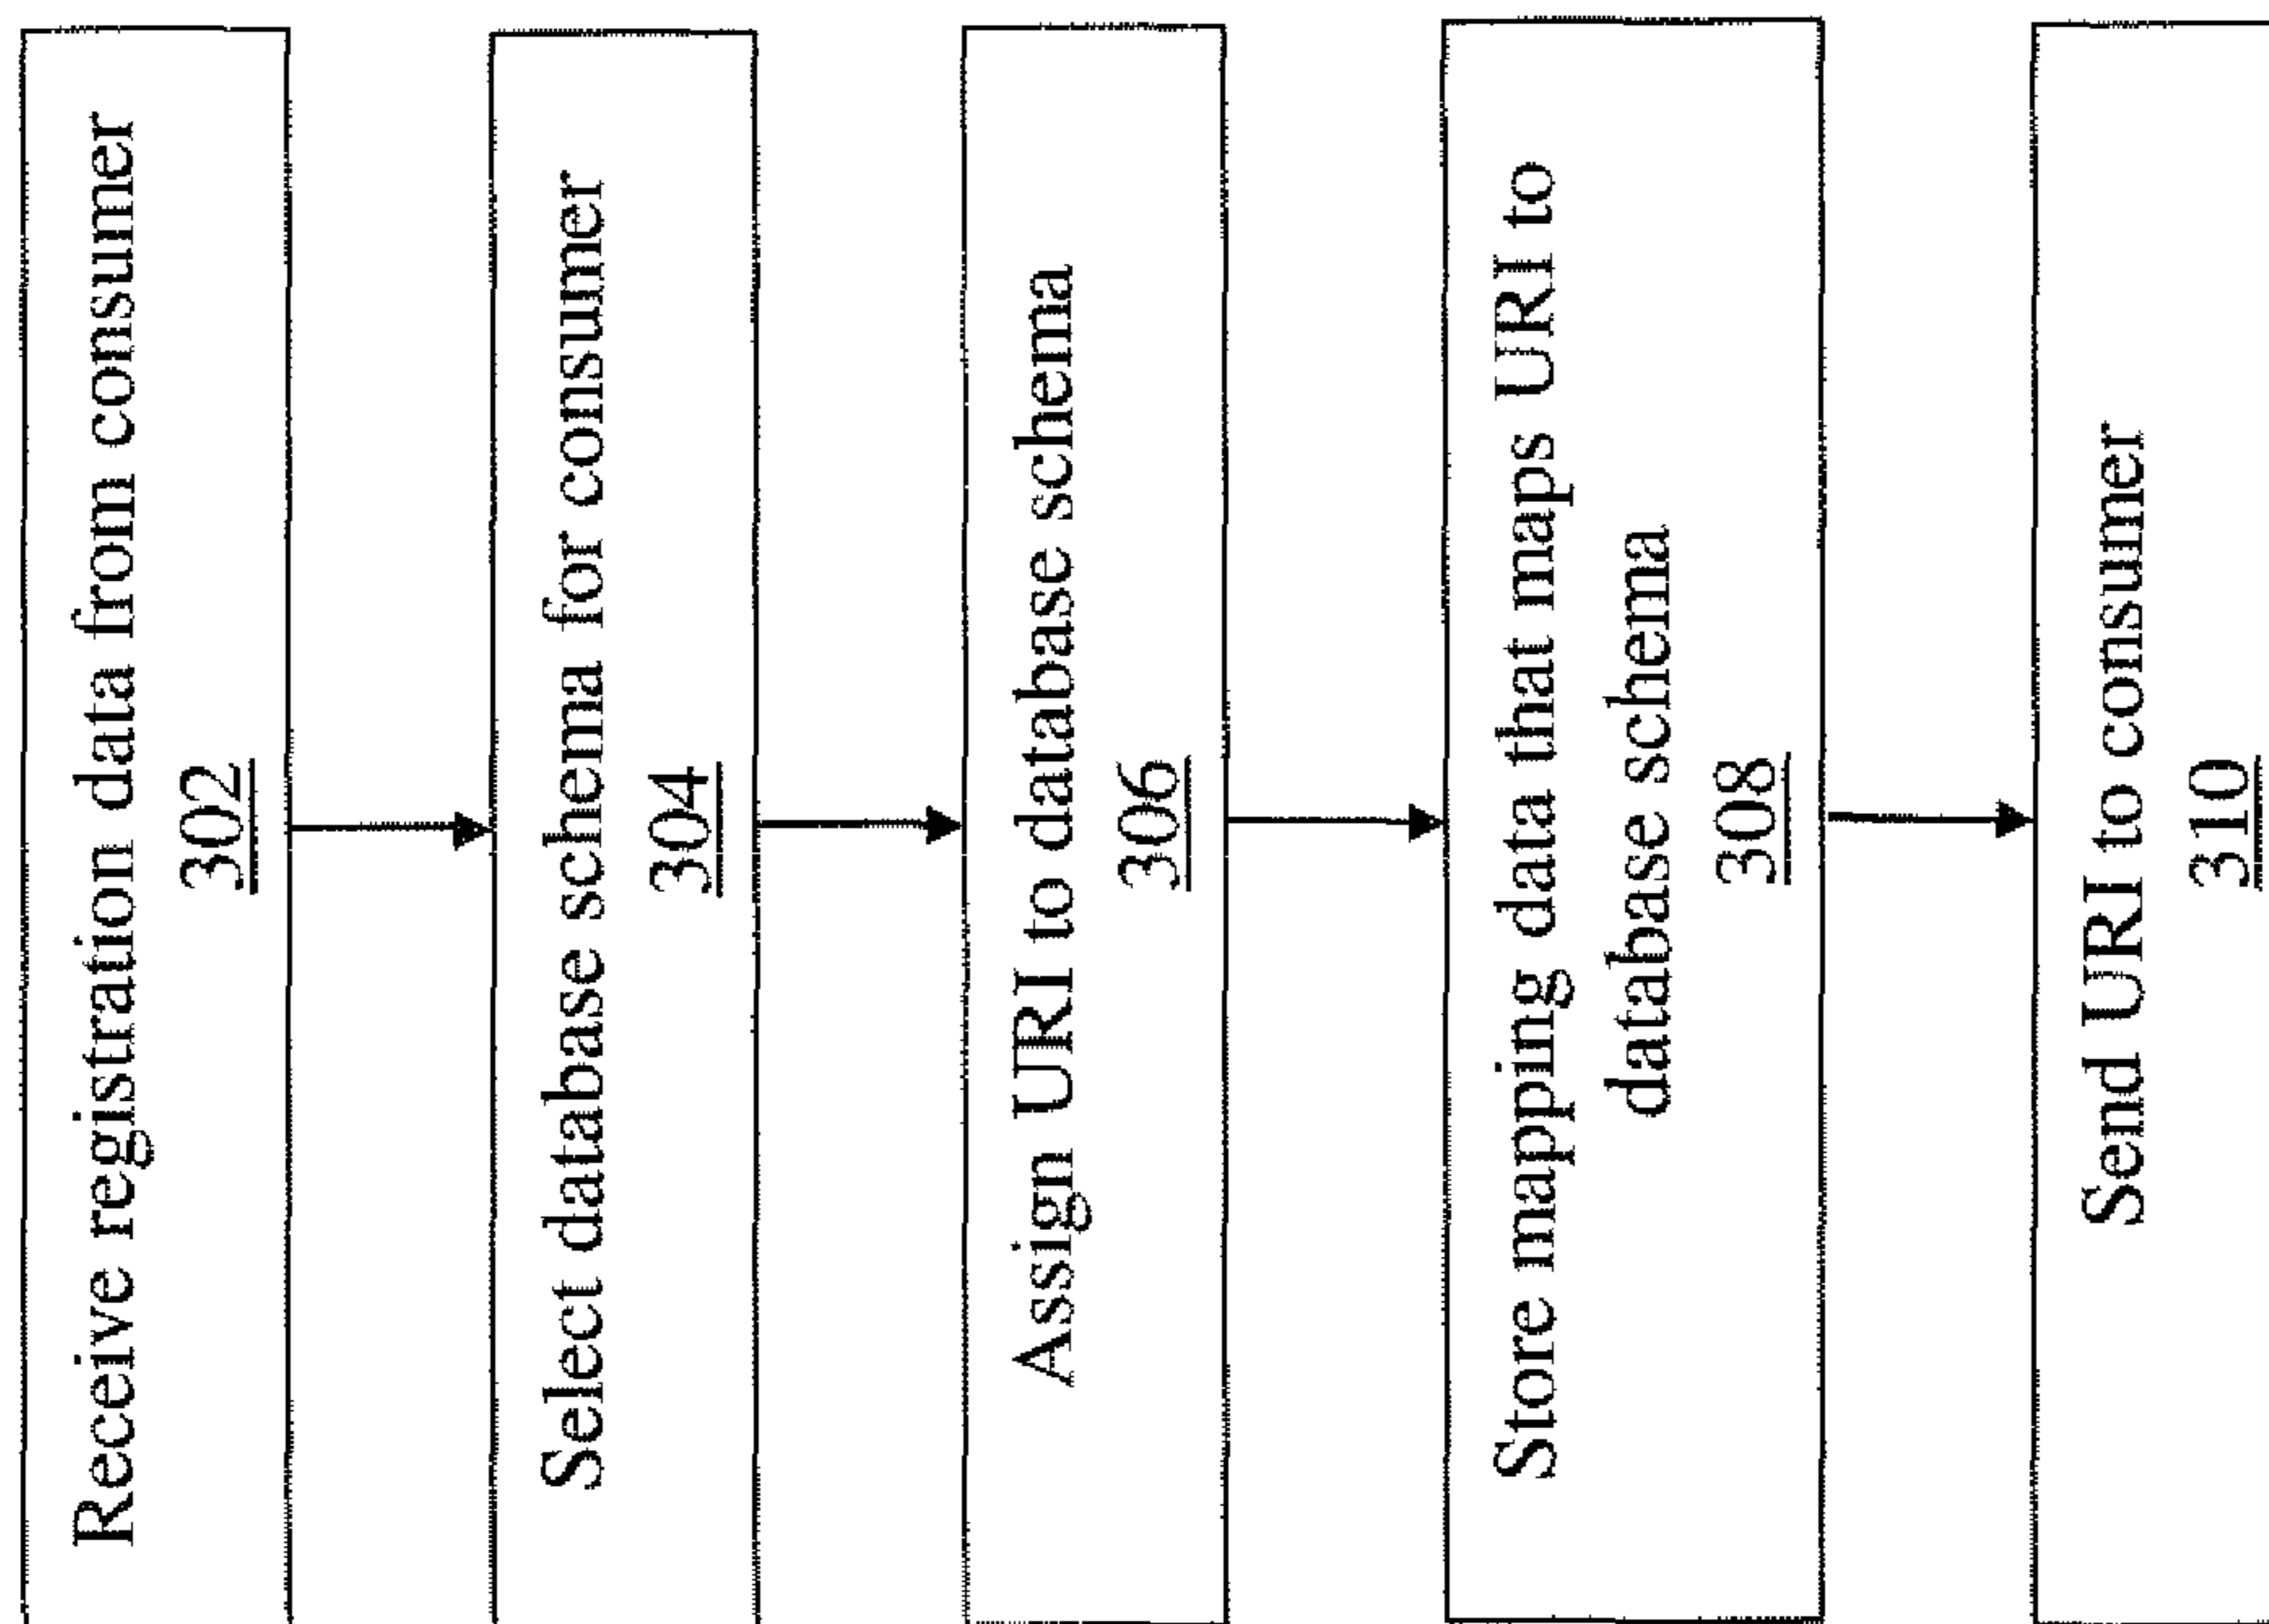 Receive registration data from consumer
302
Select database schema for consumer
304
Assign URI to database schema
306
Store mapping data that maps URI to
database schema
308
Send URI to consumer
310